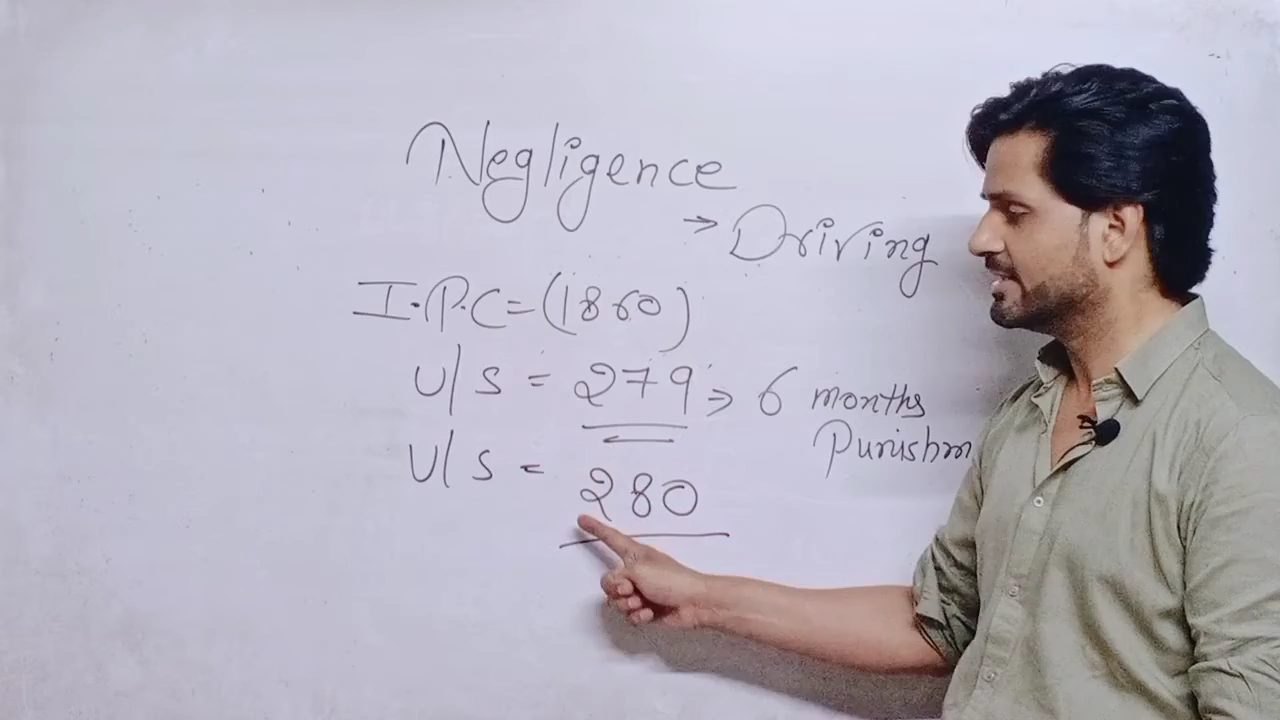 Negligence
→ Driving
I.P.C = (1860)
U/S = 279 ⇒ 6 months
Punishm
U/S = 280